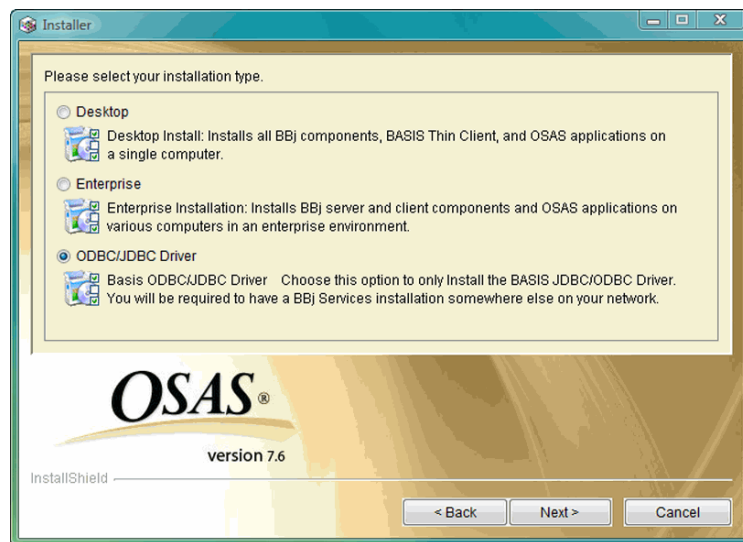 Installer
Please select your installation type.
Desktop
Desktop Install: Installs all BBj components, BASIS Thin Client, and OSAS applications on
a single computer.
Enterprise
Enterprise Installation: Installs BBj server and client components and OSAS applications on
various computers in an enterprise environment.
ODBC/JDBC Driver
Basis ODBC/JDBC Driver Choose this option to only Install the BASIS JDBC/ODBC Driver.
You will be required to have a BBj Services installation somewhere else on your network.
OSAS®
version 7.6
InstallShield
< Back Next > Cancel